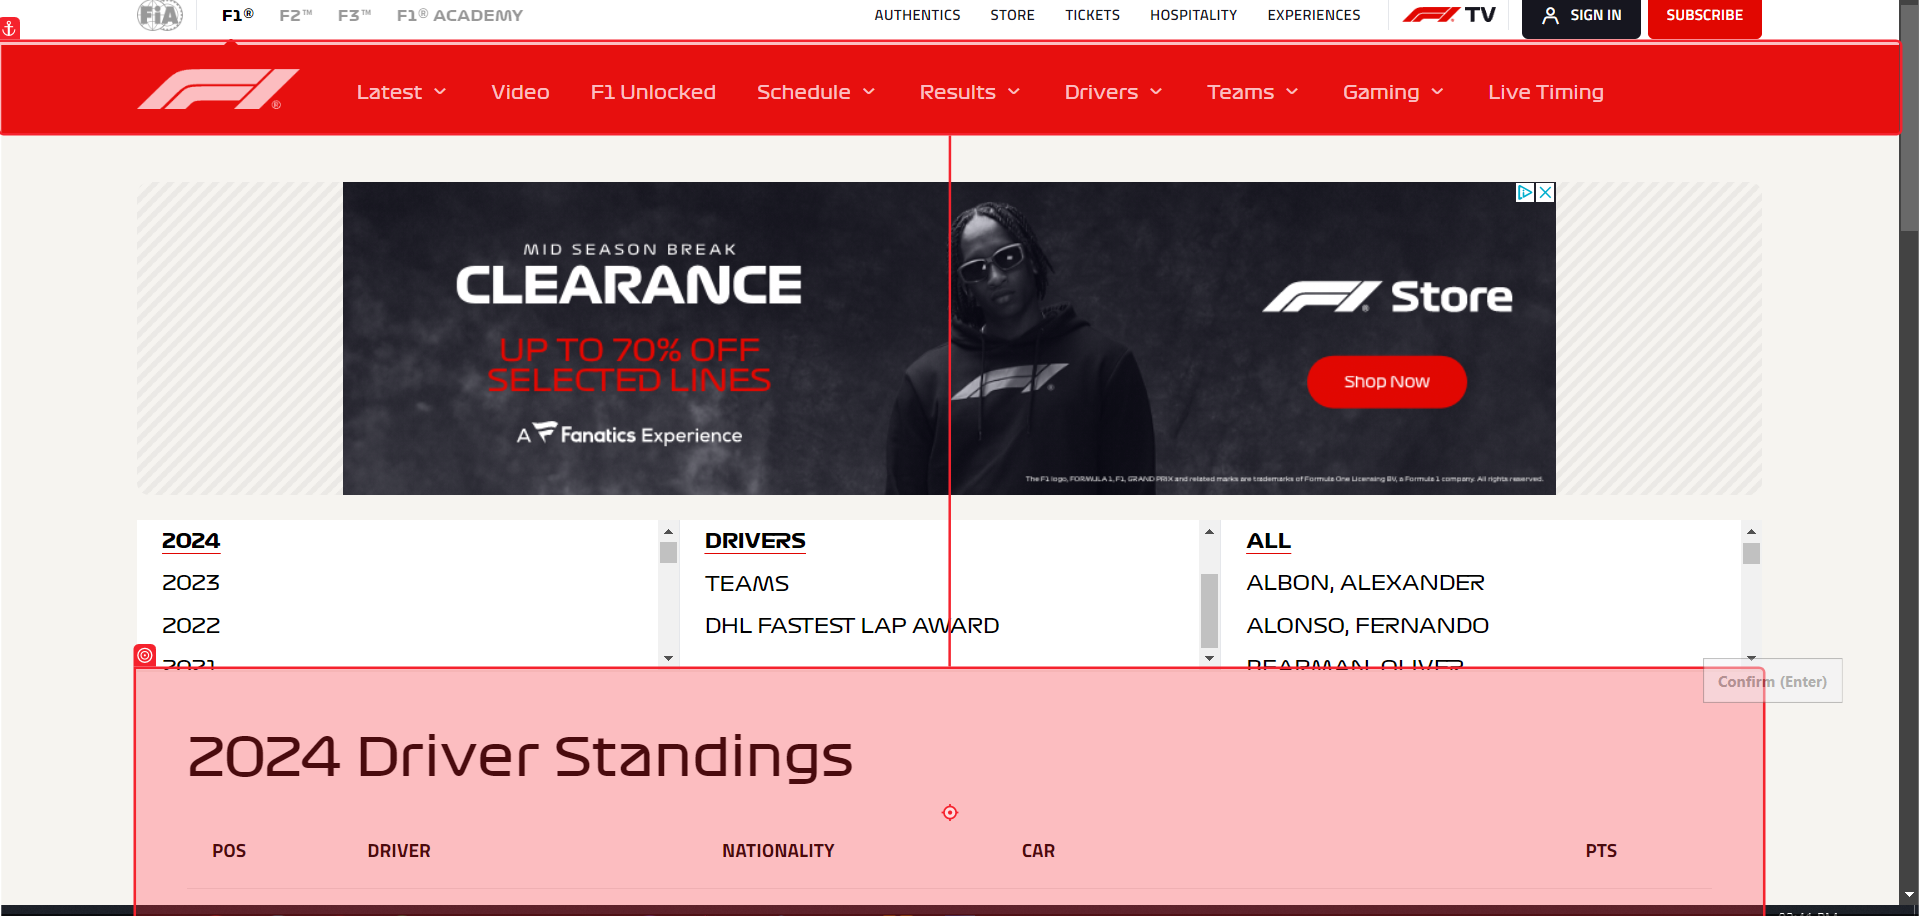 FIA F1® F2™ F3™ F1® ACADEMY AUTHENTICS STORE TICKETS HOSPITALITY EXPERIENCES F1 TV SIGN IN SUBSCRIBE
F1® Latest Video F1 Unlocked Schedule Results Drivers Teams Gaming Live Timing
MID SEASON BREAK
CLEARANCE
UP TO 70% OFF
SELECTED LINES
A Fanatics Experience
F1® Store
Shop Now
The F1 logo, FORMULA 1, F1, GRAND PRIX and related marks are trademarks of Formula One Licensing BV, a Formula 1 company. All rights reserved.
2024 DRIVERS ALL
2023 TEAMS ALBON, ALEXANDER
2022 DHL FASTEST LAP AWARD ALONSO, FERNANDO
2021 BEARMAN, OLIVER
Confirm (Enter)
2024 Driver Standings
POS DRIVER NATIONALITY CAR PTS